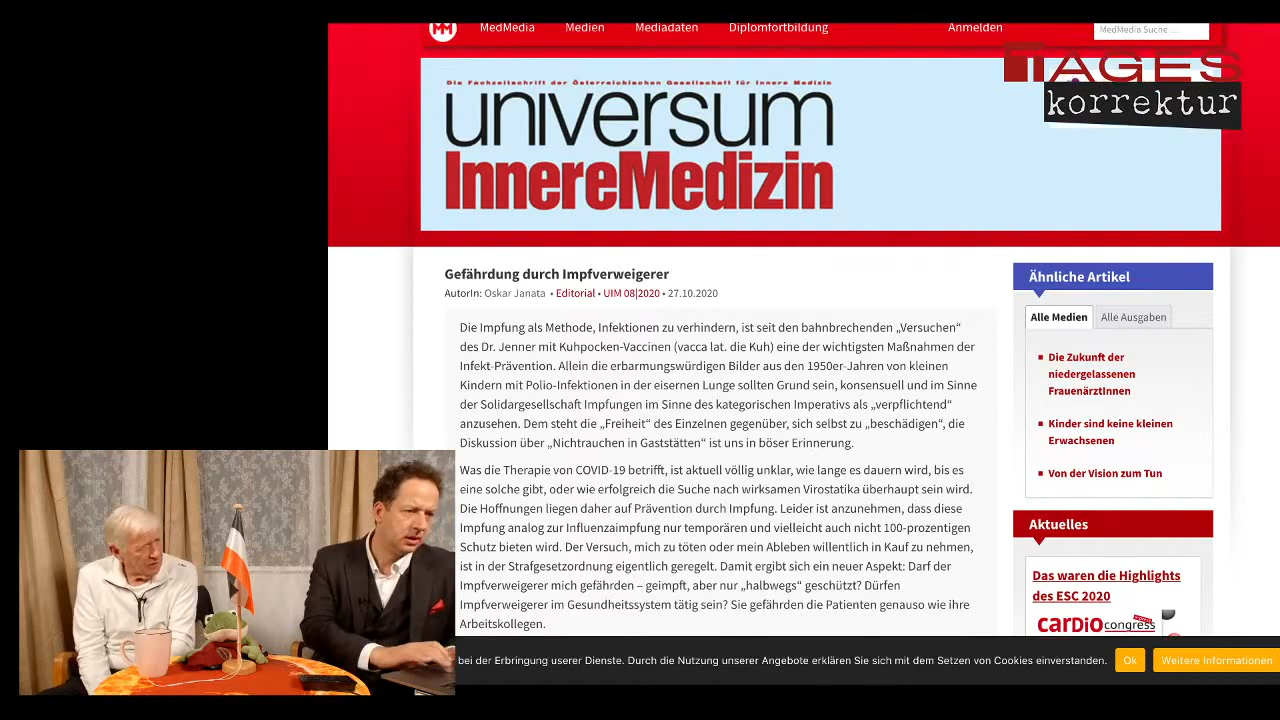 MM MedMedia Medien Mediadaten Diplomfortbildung Anmelden MedMedia Suche ...
TAGES
korrektur
Die Fachzeitschrift der Österreichischen Gesellschaft für Innere Medizin
universum
InnereMedizin
Gefährdung durch Impfverweigerer
AutorIn: Oskar Janata • Editorial • UIM 08|2020 • 27.10.2020
Die Impfung als Methode, Infektionen zu verhindern, ist seit den bahnbrechenden „Versuchen“
des Dr. Jenner mit Kuhpocken-Vaccinen (vacca lat. die Kuh) eine der wichtigsten Maßnahmen der
Infekt-Prävention. Allein die erbarmungswürdigen Bilder aus den 1950er-Jahren von kleinen
Kindern mit Polio-Infektionen in der eisernen Lunge sollten Grund sein, konsensuell und im Sinne
der Solidargesellschaft Impfungen im Sinne des kategorischen Imperativs als „verpflichtend“
anzusehen. Dem steht die „Freiheit“ des Einzelnen gegenüber, sich selbst zu „beschädigen“, die
Diskussion über „Nichtrauchen in Gaststätten“ ist uns in böser Erinnerung.
Was die Therapie von COVID-19 betrifft, ist aktuell völlig unklar, wie lange es dauern wird, bis es
eine solche gibt, oder wie erfolgreich die Suche nach wirksamen Virostatika überhaupt sein wird.
Die Hoffnungen liegen daher auf Prävention durch Impfung. Leider ist anzunehmen, dass diese
Impfung analog zur Influenzaimpfung nur temporären und vielleicht auch nicht 100-prozentigen
Schutz bieten wird. Der Versuch, mich zu töten oder mein Ableben willentlich in Kauf zu nehmen,
ist in der Strafgesetzordnung eigentlich geregelt. Damit ergibt sich ein neuer Aspekt: Darf der
Impfverweigerer mich gefährden – geimpft, aber nur „halbwegs“ geschützt? Dürfen
Impfverweigerer im Gesundheitssystem tätig sein? Sie gefährden die Patienten genauso wie ihre
Arbeitskollegen.
Ähnliche Artikel
Alle Medien Alle Ausgaben
Die Zukunft der
niedergelassenen
FrauenärztInnen
Kinder sind keine kleinen
Erwachsenen
Von der Vision zum Tun
Aktuelles
Das waren die Highlights
des ESC 2020
cardio congress
bei der Erbringung userer Dienste. Durch die Nutzung unserer Angebote erklären Sie sich mit dem Setzen von Cookies einverstanden. Ok Weitere Informationen